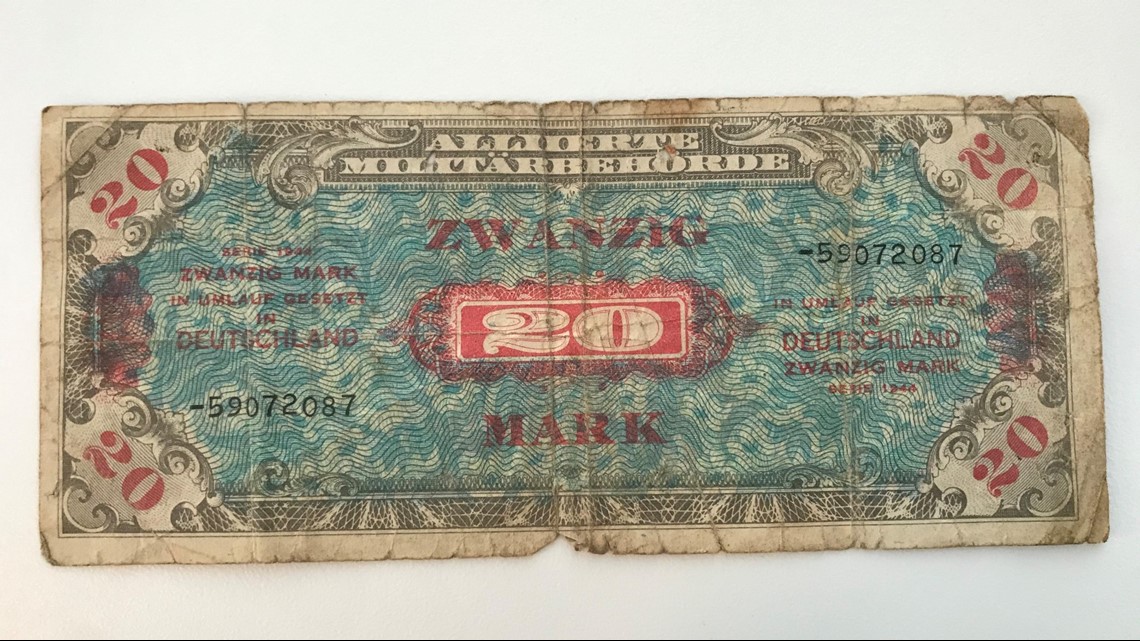 20
ALLIIERTE
MILITÄRBEHÖRDE
20
ZWANZIG
SERIE 1944
ZWANZIG MARK
IN UMLAUF GESETZT
IN
DEUTSCHLAND
-59072087
20
MARK
-59072087
IN UMLAUF GESETZT
IN
DEUTSCHLAND
ZWANZIG MARK
SERIE 1944
20
20